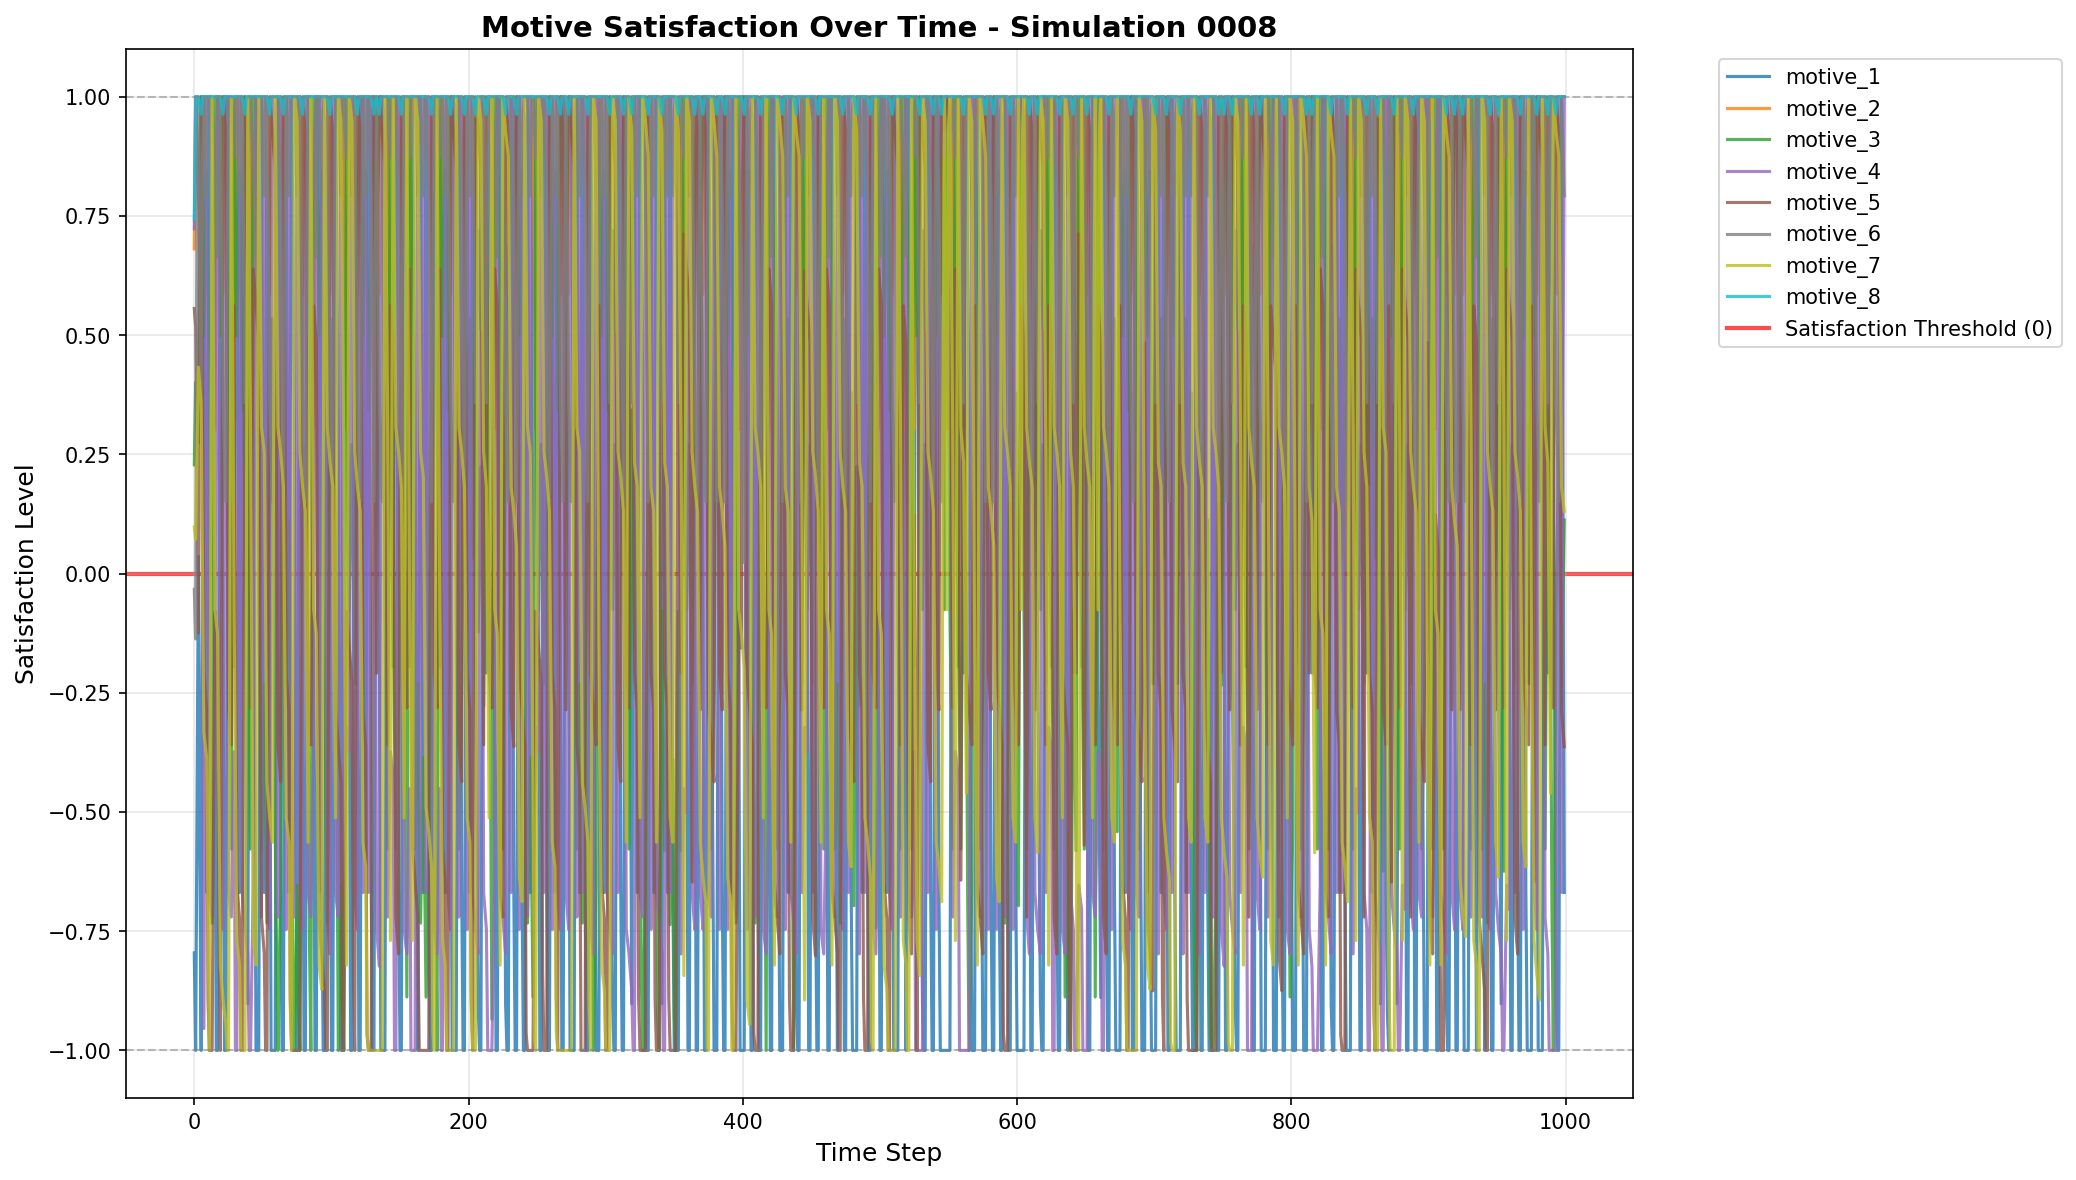 Motive Satisfaction Over Time - Simulation 0008
1.00
0.75
0.50
0.25
0.00
−0.25
−0.50
−0.75
−1.00
Satisfaction Level
0 200 400 600 800 1000
Time Step
motive_1
motive_2
motive_3
motive_4
motive_5
motive_6
motive_7
motive_8
Satisfaction Threshold (0)